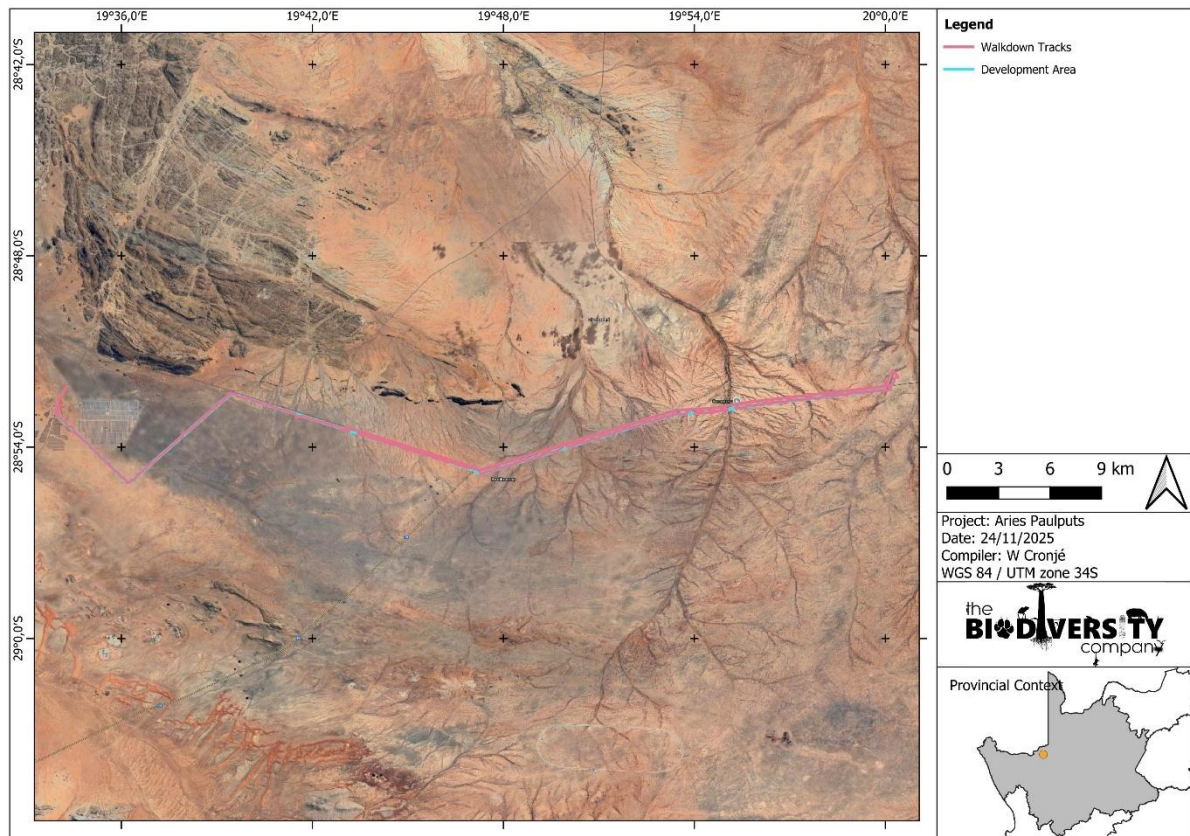 19°36,0'E 19°42,0'E 19°48,0'E 19°54,0'E 20°0,0'E
28°42,0'S
28°48,0'S
28°54,0'S
29°0,0'S
Legend
Walkdown Tracks
Development Area
0 3 6 9 km
Project: Aries Paulputs
Date: 24/11/2025
Compiler: W Cronjé
WGS 84 / UTM zone 34S
the
BIODIVERSITY
company
Provincial Context